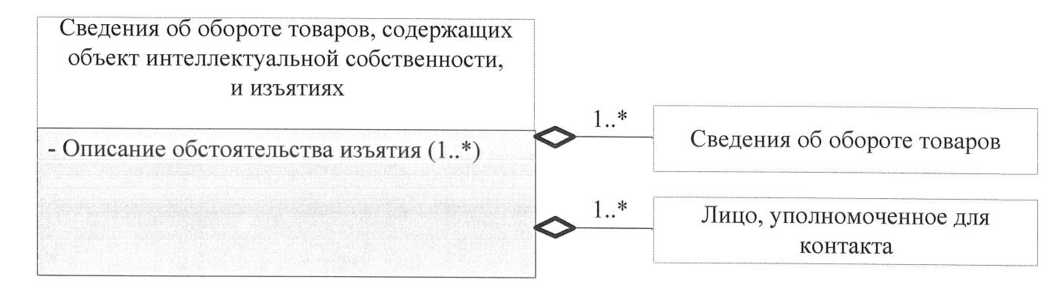 Сведения об обороте товаров, содержащих
объект интеллектуальной собственности,
и изъятиях
- Описание обстоятельства изъятия (1..*)
1..*
Сведения об обороте товаров
1..*
Лицо, уполномоченное для
контакта